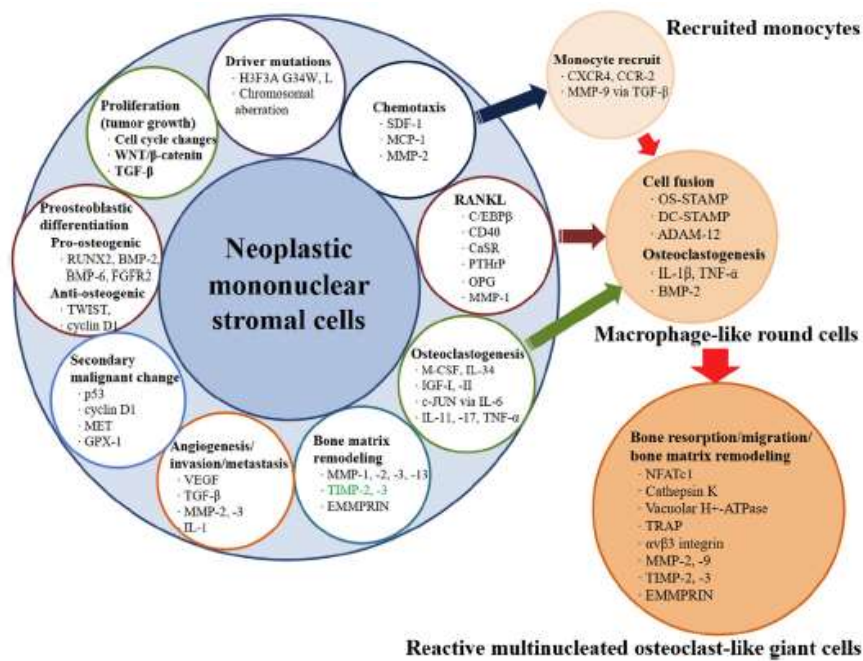 Recruited monocytes
Driver mutations
· H3F3A G34W, L
· Chromosomal
aberration
Monocyte recruit
· CXCR4, CCR-2
· MMP-9 via TGF-β
Proliferation
(tumor growth)
· Cell cycle changes
· WNT/β-catenin
· TGF-β
Chemotaxis
· SDF-1
· MCP-1
· MMP-2
Cell fusion
· OS-STAMP
· DC-STAMP
· ADAM-12
Osteoclastogenesis
· IL-1β, TNF-α
· BMP-2
Macrophage-like round cells
RANKL
· C/EBPβ
· CD40
· CaSR
· PTHrP
· OPG
· MMP-1
Preosteoblastic
differentiation
Pro-osteogenic
· RUNX2, BMP-2,
BMP-6, FGFR2
Anti-osteogenic
· TWIST,
· cyclin D1
Neoplastic
mononuclear
stromal cells
Osteoclastogenesis
· M-CSF, IL-34
· IGF-I, -II
· c-JUN via IL-6
· IL-11, -17, TNF-α
Secondary
malignant change
· p53
· cyclin D1
· MET
· GPX-1
Angiogenesis/
invasion/metastasis
· VEGF
· TGF-β
· MMP-2, -3
· IL-1
Bone matrix
remodeling
· MMP-1, -2, -3, -13
· TIMP-2, -3
· EMMPRIN
Bone resorption/migration/
bone matrix remodeling
· NFATc1
· Cathepsin K
· Vacuolar H+-ATPase
· TRAP
· αvβ3 integrin
· MMP-2, -9
· TIMP-2, -3
· EMMPRIN
Reactive multinucleated osteoclast-like giant cells